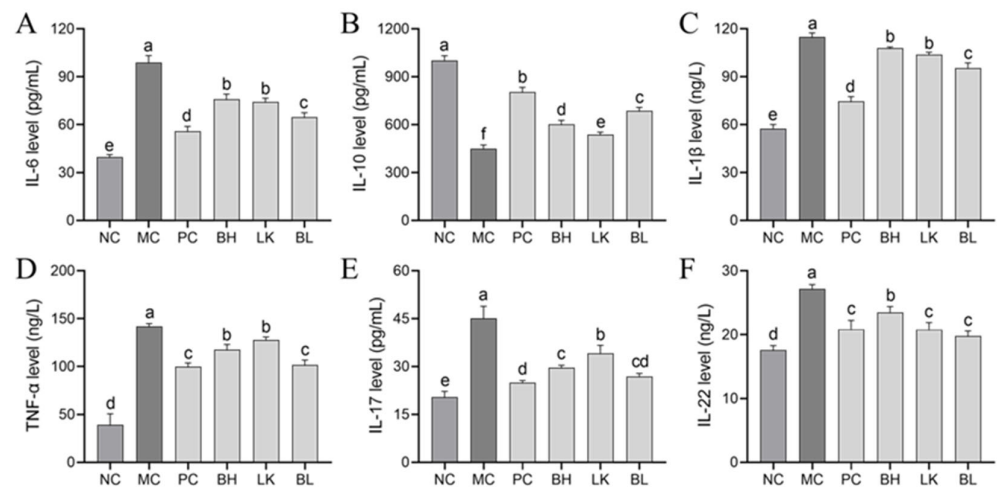 A
IL-6 level (pg/mL)
120
90
60
30
0
e
a
d
b
b
c
NC MC PC BH LK BL
B
IL-10 level (pg/mL)
1200
900
600
300
0
a
f
b
d
e
c
NC MC PC BH LK BL
C
IL-1β level (ng/L)
120
90
60
30
0
e
a
d
b
b
c
NC MC PC BH LK BL
D
TNF-α level (ng/L)
200
150
100
50
0
d
a
c
b
b
c
NC MC PC BH LK BL
E
IL-17 level (pg/mL)
60
45
30
15
0
e
a
d
c
b
cd
NC MC PC BH LK BL
F
IL-22 level (ng/L)
30
20
10
0
d
a
c
b
c
c
NC MC PC BH LK BL